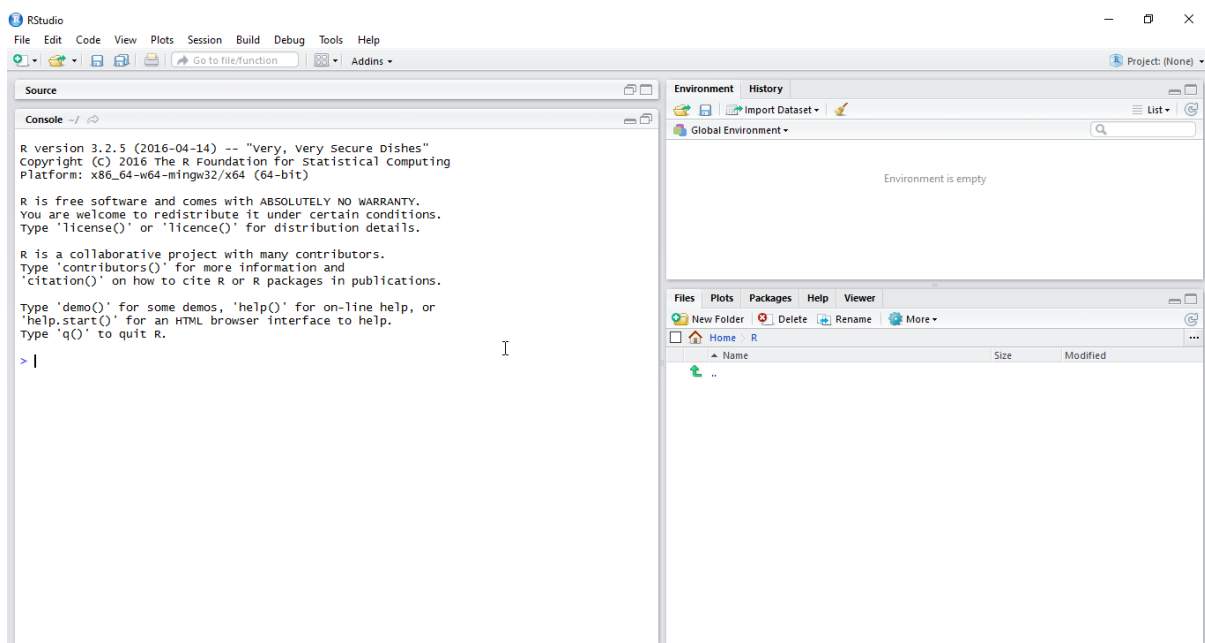 RStudio
File Edit Code View Plots Session Build Debug Tools Help
Go to file/function Addins Project: (None)
Source
Console ~/
R version 3.2.5 (2016-04-14) -- "Very, Very Secure Dishes"
Copyright (C) 2016 The R Foundation for Statistical Computing
Platform: x86_64-w64-mingw32/x64 (64-bit)
R is free software and comes with ABSOLUTELY NO WARRANTY.
You are welcome to redistribute it under certain conditions.
Type 'license()' or 'licence()' for distribution details.
R is a collaborative project with many contributors.
Type 'contributors()' for more information and
'citation()' on how to cite R or R packages in publications.
Type 'demo()' for some demos, 'help()' for on-line help, or
'help.start()' for an HTML browser interface to help.
Type 'q()' to quit R.
>
Environment History
Import Dataset List
Global Environment
Environment is empty
Files Plots Packages Help Viewer
New Folder Delete Rename More
Home R ...
Name Size Modified
..